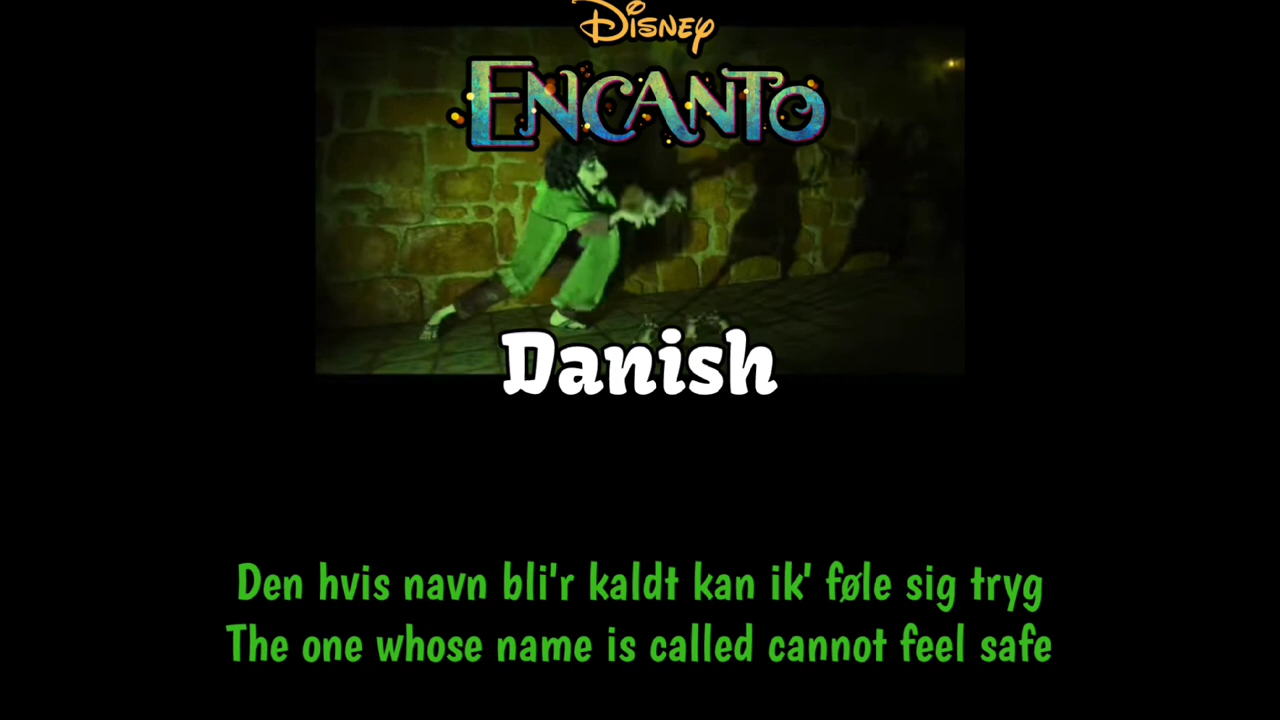 Disney
ENCANTO
Danish
Den hvis navn bli'r kaldt kan ik' føle sig tryg
The one whose name is called cannot feel safe